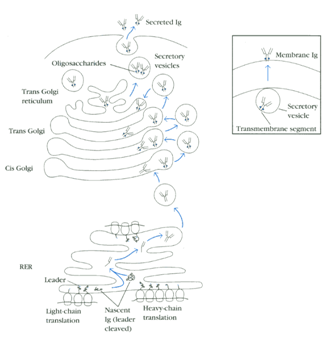 Secreted Ig
Oligosaccharides
Secretory
vesicles
Membrane Ig
Trans Golgi
reticulum
Secretory
vesicle
Transmembrane segment
Trans Golgi
Cis Golgi
RER
Leader
Light-chain
translation
Nascent
Ig (leader
cleaved)
Heavy-chain
translation